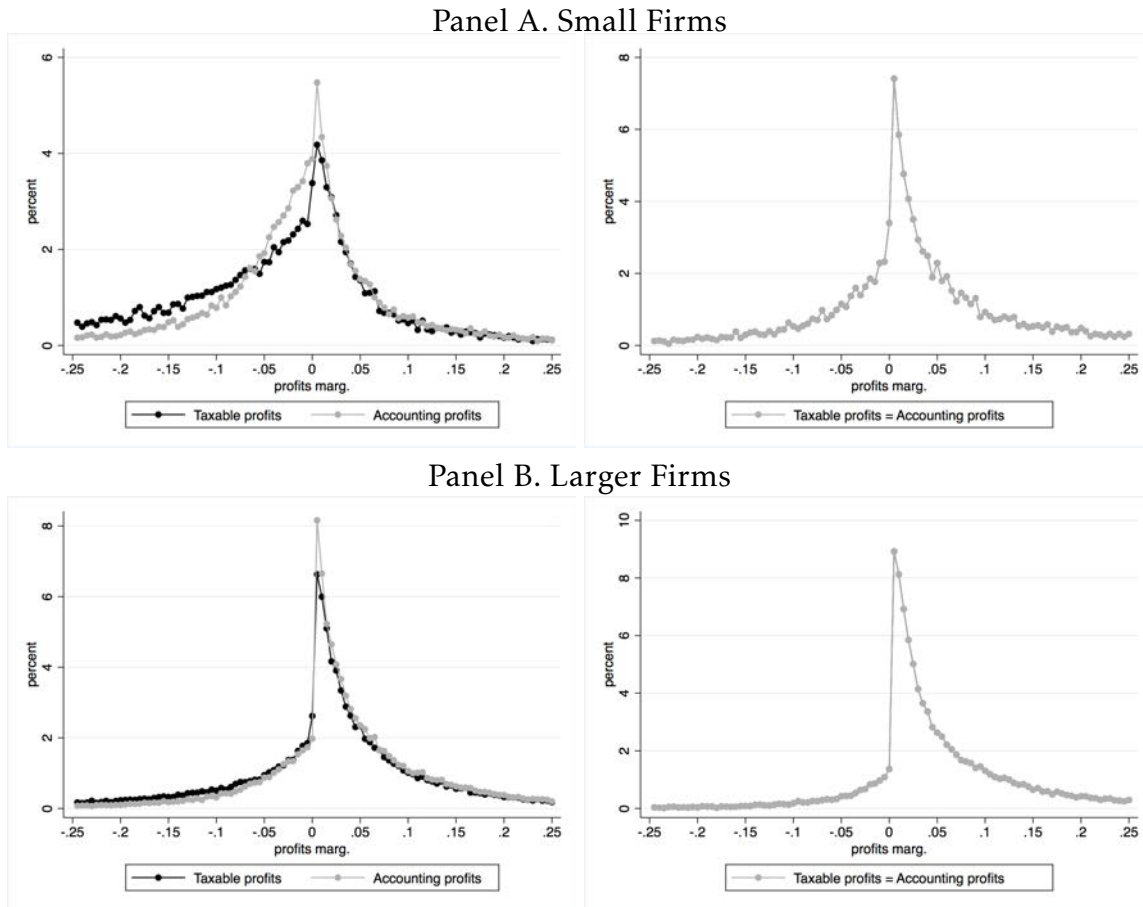 Panel A. Small Firms
6
4
2
0
percent
-.25 -.2 -.15 -.1 -.05 0 .05 .1 .15 .2 .25
profits marg.
Taxable profits Accounting profits
8
6
4
2
0
percent
-.25 -.2 -.15 -.1 -.05 0 .05 .1 .15 .2 .25
profits marg.
Taxable profits = Accounting profits
Panel B. Larger Firms
8
6
4
2
0
percent
-.25 -.2 -.15 -.1 -.05 0 .05 .1 .15 .2 .25
profits marg.
Taxable profits Accounting profits
10
8
6
4
2
0
percent
-.25 -.2 -.15 -.1 -.05 0 .05 .1 .15 .2 .25
profits marg.
Taxable profits = Accounting profits